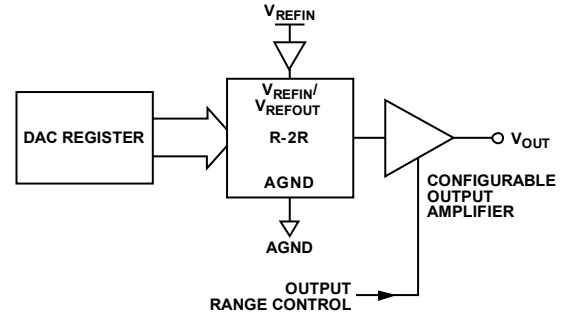 VREFIN
VREFIN/
VREFOUT
DAC REGISTER
R-2R
VOUT
AGND
CONFIGURABLE
OUTPUT
AMPLIFIER
AGND
OUTPUT
RANGE CONTROL